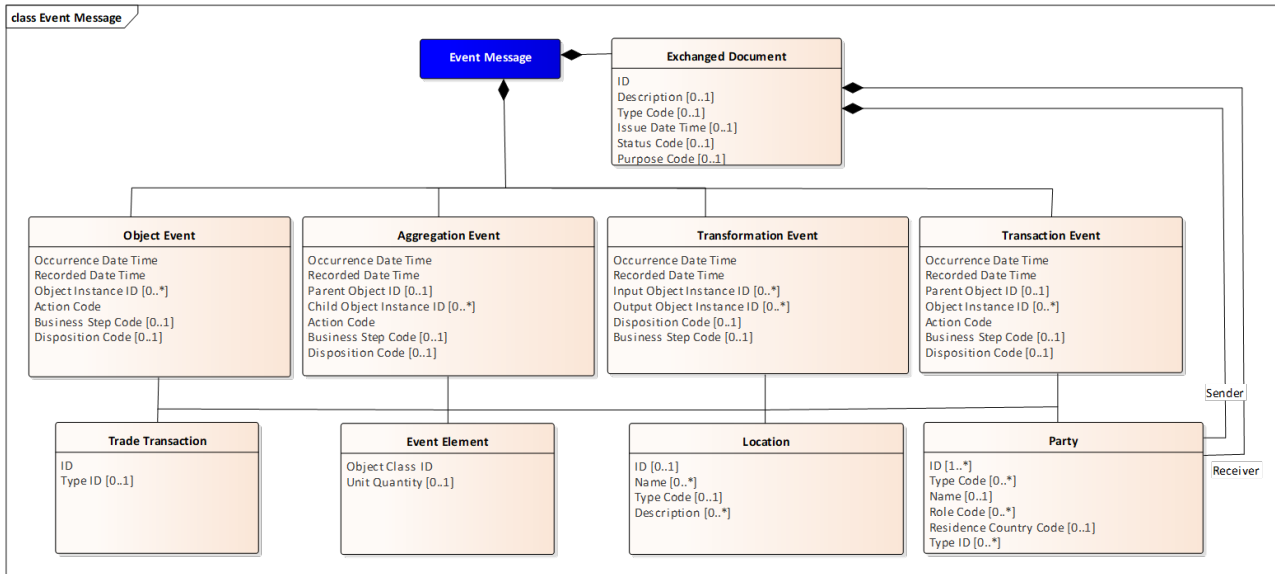 class Event Message
Event Message
Exchanged Document
ID
Description [0..1]
Type Code [0..1]
Issue Date Time [0..1]
Status Code [0..1]
Purpose Code [0..1]
Object Event
Occurrence Date Time
Recorded Date Time
Object Instance ID [0..*]
Action Code
Business Step Code [0..1]
Disposition Code [0..1]
Aggregation Event
Occurrence Date Time
Recorded Date Time
Parent Object ID [0..1]
Child Object Instance ID [0..*]
Action Code
Business Step Code [0..1]
Disposition Code [0..1]
Transformation Event
Occurrence Date Time
Recorded Date Time
Input Object Instance ID [0..*]
Output Object Instance ID [0..*]
Disposition Code [0..1]
Business Step Code [0..1]
Transaction Event
Occurrence Date Time
Recorded Date Time
Parent Object ID [0..1]
Object Instance ID [0..*]
Action Code
Business Step Code [0..1]
Disposition Code [0..1]
Sender
Receiver
Trade Transaction
ID
Type ID [0..1]
Event Element
Object Class ID
Unit Quantity [0..1]
Location
ID [0..1]
Name [0..*]
Type Code [0..1]
Description [0..*]
Party
ID [1..*]
Type Code [0..*]
Name [0..1]
Role Code [0..*]
Residence Country Code [0..1]
Type ID [0..*]